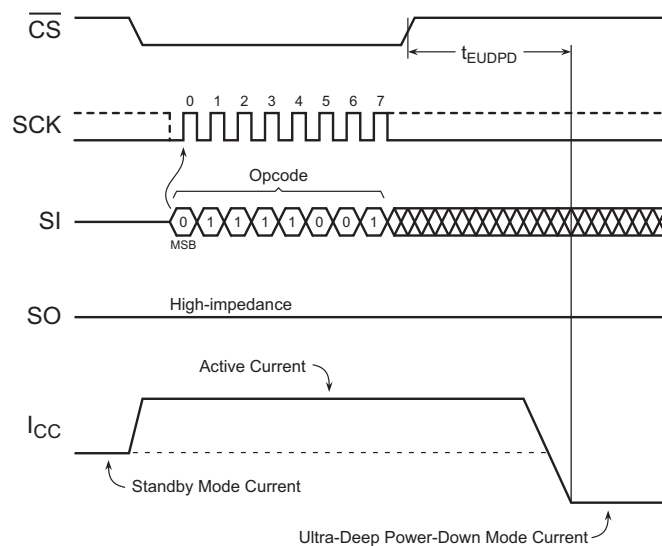 CS
tEUDPD
0 1 2 3 4 5 6 7
SCK
Opcode
SI
0 1 1 1 1 0 0 1
MSB
High-impedance
SO
Active Current
ICC
Standby Mode Current
Ultra-Deep Power-Down Mode Current